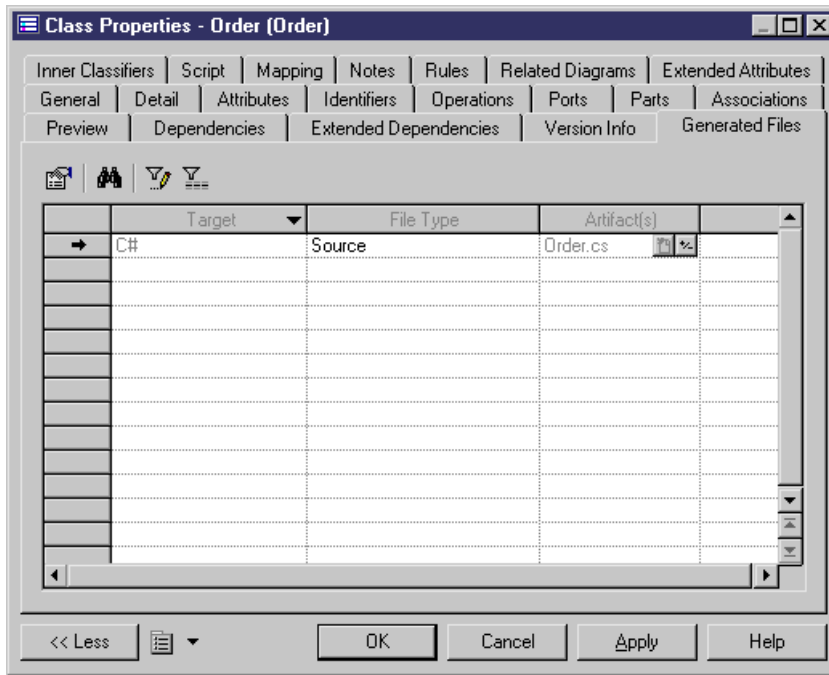 Class Properties - Order (Order)
Inner Classifiers Script Mapping Notes Rules Related Diagrams Extended Attributes
General Detail Attributes Identifiers Operations Ports Parts Associations
Preview Dependencies Extended Dependencies Version Info Generated Files
Target File Type Artifact(s)
C# Source Order.cs
<< Less OK Cancel Apply Help